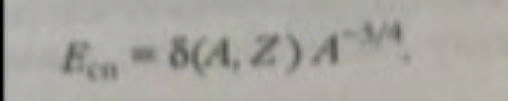 E_cn = δ(A, Z) A^{-3/4}.